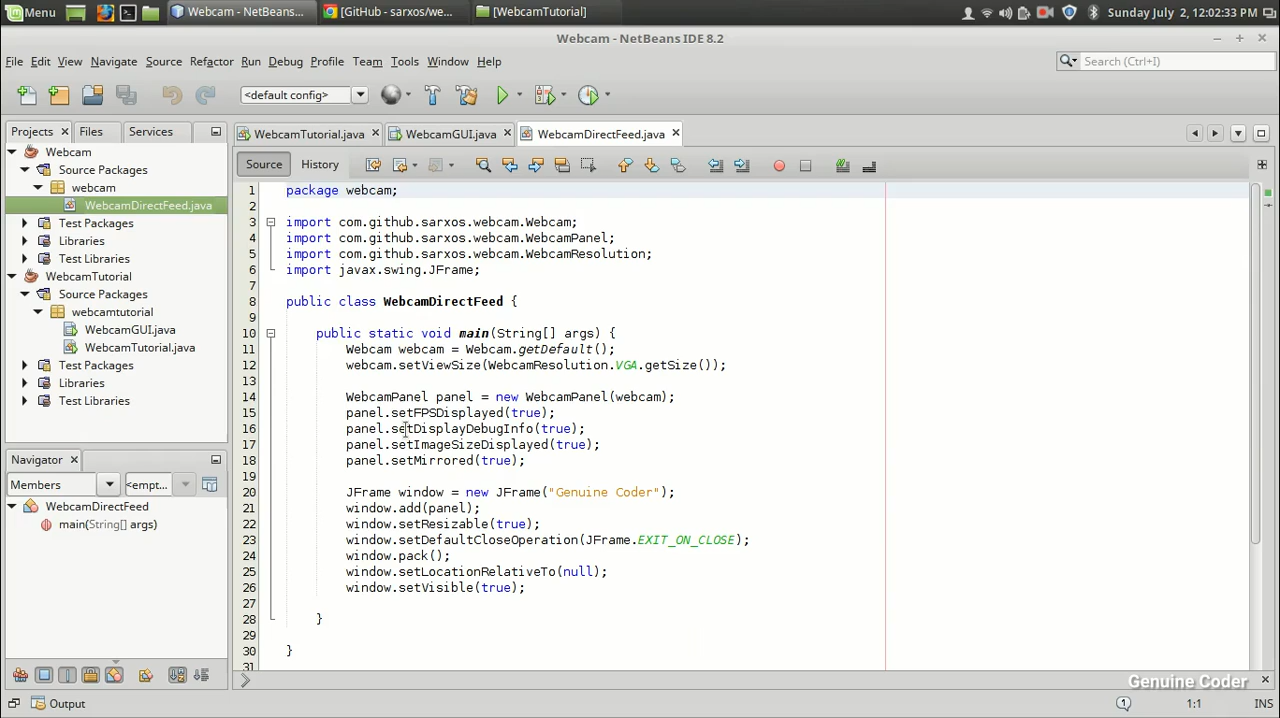 Menu
Webcam - NetBeans...
[GitHub - sarxos/we...
[WebcamTutorial]
Sunday July 2, 12:02:33 PM
Webcam - NetBeans IDE 8.2
File Edit View Navigate Source Refactor Run Debug Profile Team Tools Window Help
Search (Ctrl+I)
<default config>
Projects
Files
Services
WebcamTutorial.java
WebcamGUI.java
WebcamDirectFeed.java
Source
History
Webcam
Source Packages
webcam
WebcamDirectFeed.java
Test Packages
Libraries
Test Libraries
WebcamTutorial
Source Packages
webcamtutorial
WebcamGUI.java
WebcamTutorial.java
Test Packages
Libraries
Test Libraries
Navigator
Members
<empt...
WebcamDirectFeed
main(String[] args)
1 package webcam;
2
3 import com.github.sarxos.webcam.Webcam;
4 import com.github.sarxos.webcam.WebcamPanel;
5 import com.github.sarxos.webcam.WebcamResolution;
6 import javax.swing.JFrame;
7
8 public class WebcamDirectFeed {
9
10 public static void main(String[] args) {
11 Webcam webcam = Webcam.getDefault();
12 webcam.setViewSize(WebcamResolution.VGA.getSize());
13
14 WebcamPanel panel = new WebcamPanel(webcam);
15 panel.setFPSDisplayed(true);
16 panel.setDisplayDebugInfo(true);
17 panel.setImageSizeDisplayed(true);
18 panel.setMirrored(true);
19
20 JFrame window = new JFrame("Genuine Coder");
21 window.add(panel);
22 window.setResizable(true);
23 window.setDefaultCloseOperation(JFrame.EXIT_ON_CLOSE);
24 window.pack();
25 window.setLocationRelativeTo(null);
26 window.setVisible(true);
27
28 }
29
30 }
31
Genuine Coder
Output
1
1:1
INS